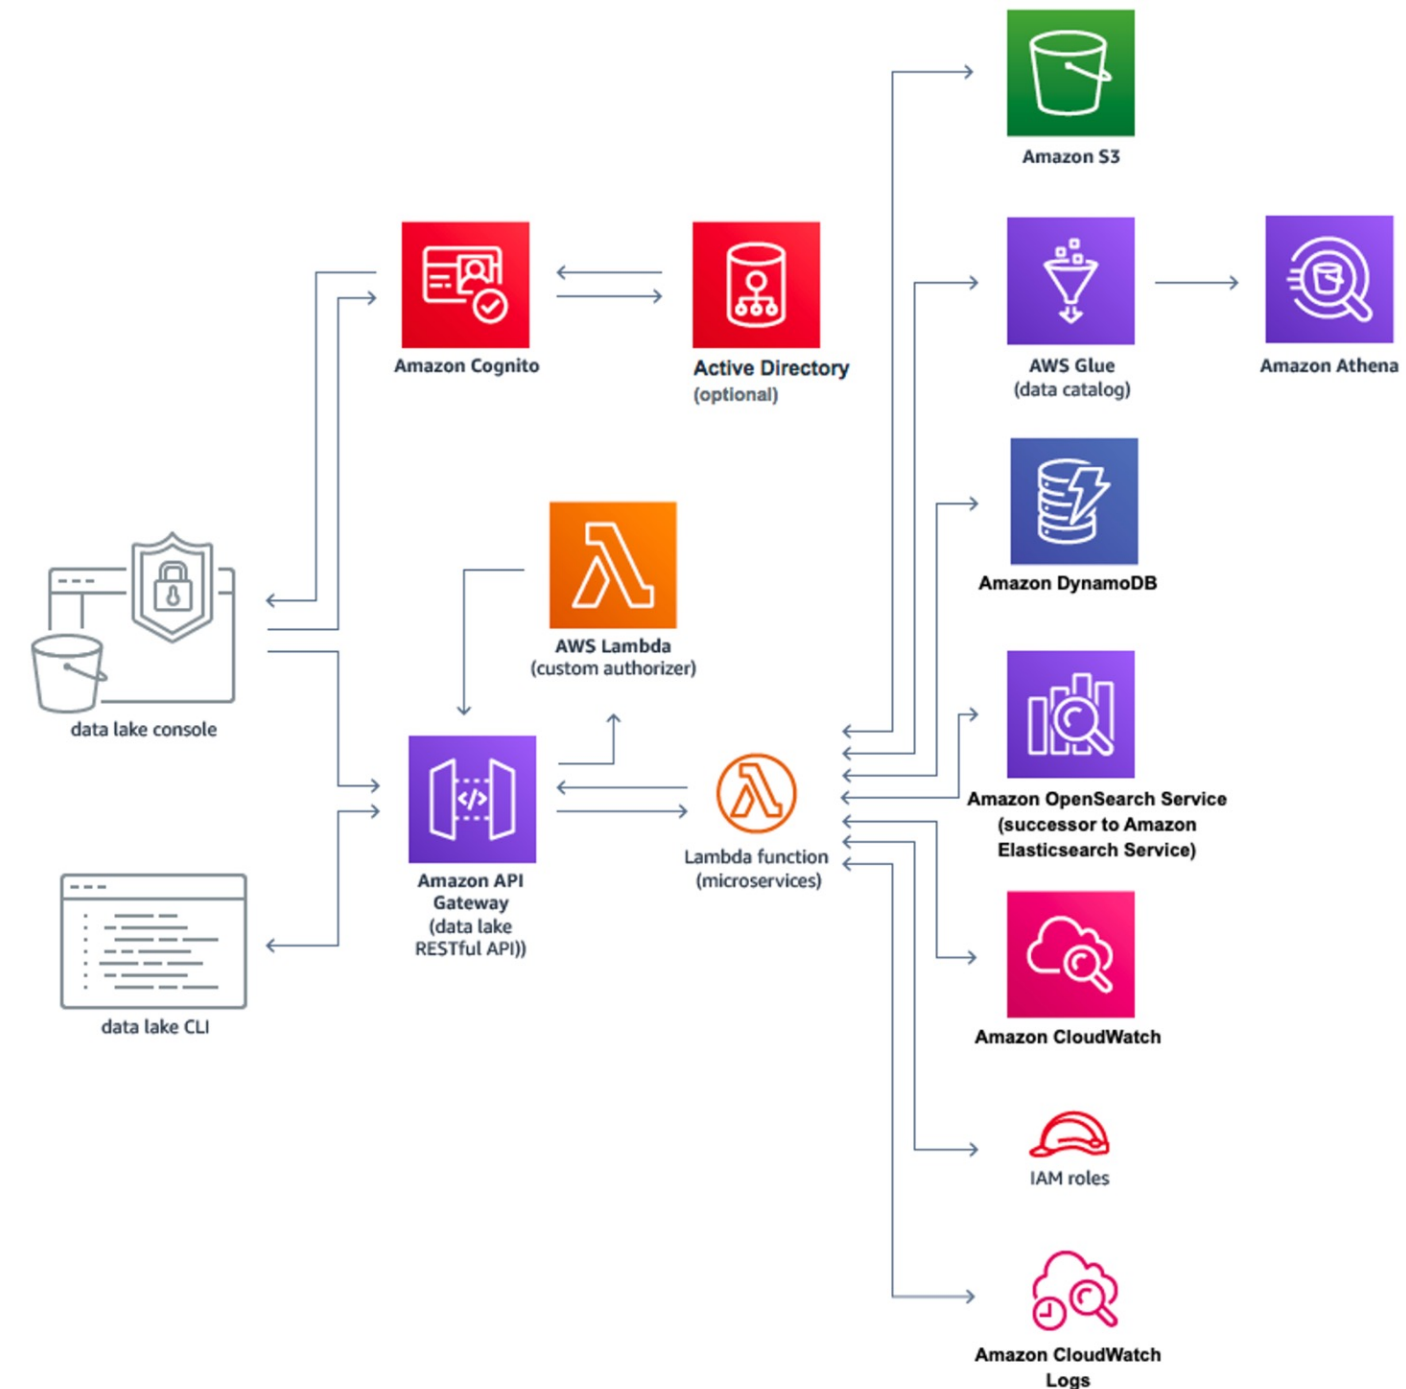 Amazon S3
Amazon Cognito
Active Directory
(optional)
AWS Glue
(data catalog)
Amazon Athena
Amazon DynamoDB
AWS Lambda
(custom authorizer)
data lake console
</>
Amazon API
Gateway
(data lake
RESTful API))
Lambda function
(microservices)
Amazon OpenSearch Service
(successor to Amazon
Elasticsearch Service)
data lake CLI
Amazon CloudWatch
IAM roles
Amazon CloudWatch
Logs